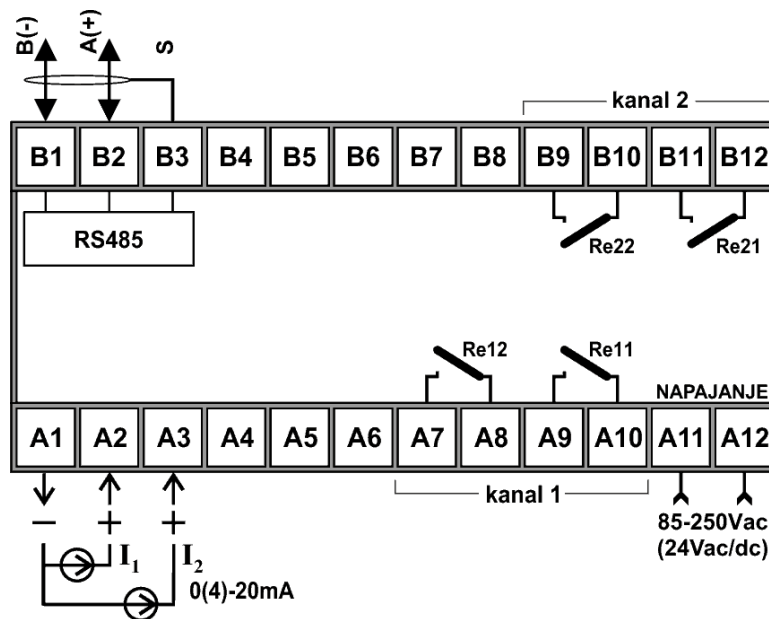 B(-) A(+) S
kanal 2
B1 B2 B3 B4 B5 B6 B7 B8 B9 B10 B11 B12
RS485
Re22 Re21
Re12 Re11
NAPAJANJE
A1 A2 A3 A4 A5 A6 A7 A8 A9 A10 A11 A12
kanal 1
− + +
85-250Vac
(24Vac/dc)
I₁ I₂
0(4)-20mA